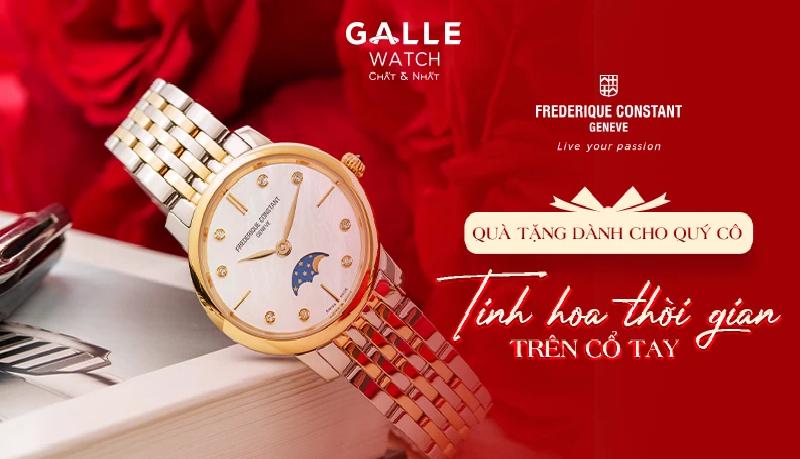 GALLE
WATCH
CHẤT & NHẤT
FREDERIQUE CONSTANT
GENEVE
Live your passion
QUÀ TẶNG DÀNH CHO QUÝ CÔ
Tinh hoa thời gian
TRÊN CỔ TAY
FREDERIQUE CONSTANT
GENEVE